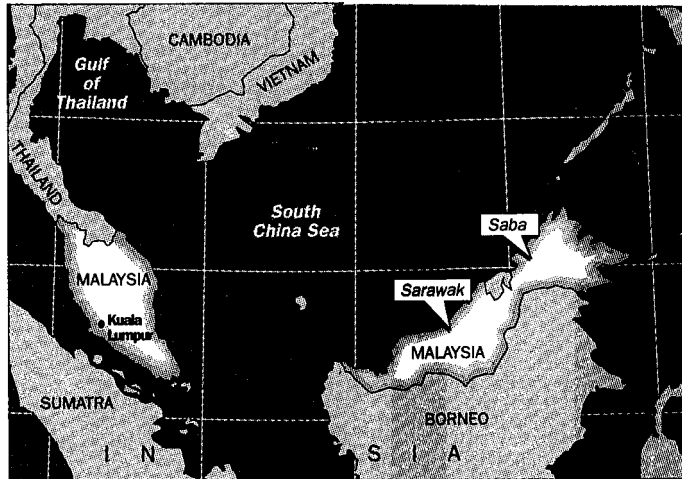 CAMBODIA
Gulf
of
Thailand
VIETNAM
THAILAND
South
China Sea
Saba
MALAYSIA
Sarawak
Kuala
Lumpur
MALAYSIA
SUMATRA
BORNEO
I N S I A